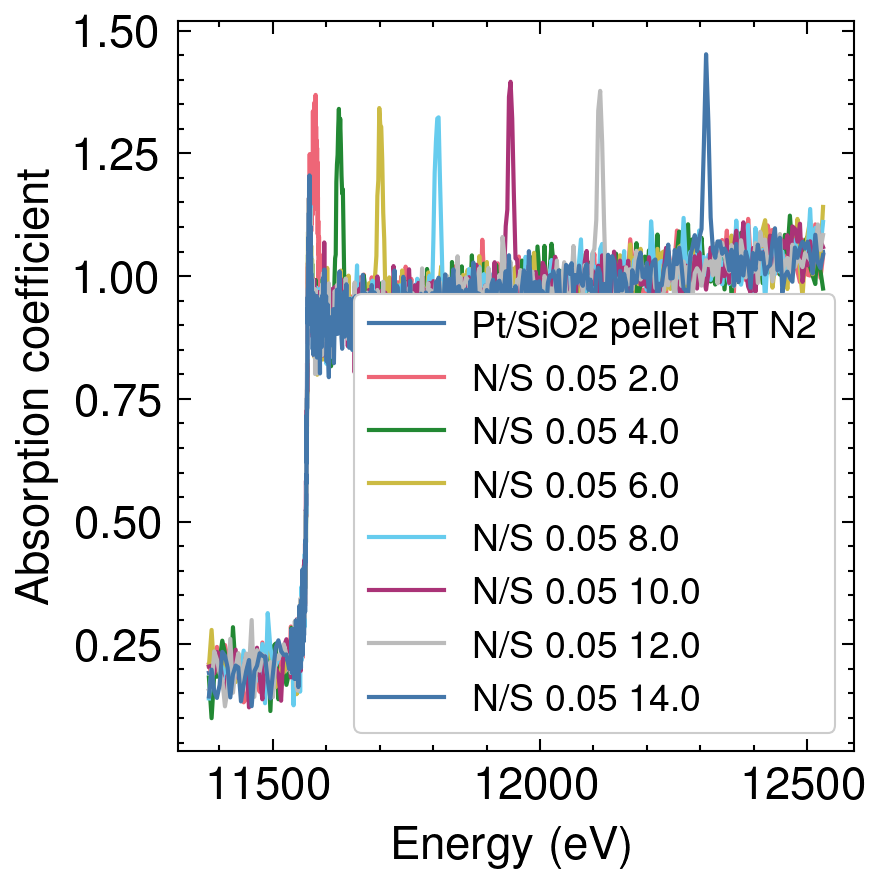 1.50
1.25
1.00
0.75
0.50
0.25
Absorption coefficient
Pt/SiO2 pellet RT N2
N/S 0.05 2.0
N/S 0.05 4.0
N/S 0.05 6.0
N/S 0.05 8.0
N/S 0.05 10.0
N/S 0.05 12.0
N/S 0.05 14.0
11500 12000 12500
Energy (eV)